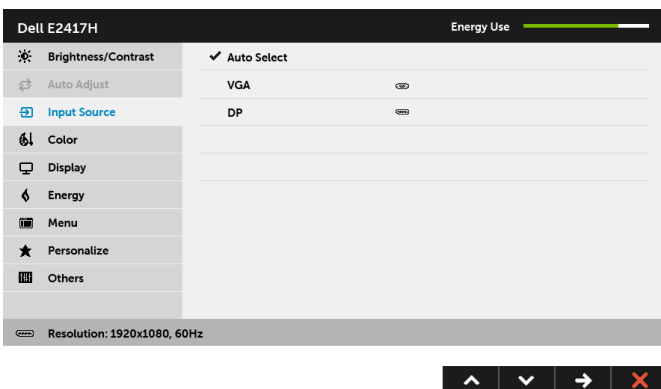 Dell E2417H Energy Use
Brightness/Contrast Auto Select
Auto Adjust VGA
Input Source DP
Color
Display
Energy
Menu
Personalize
Others
Resolution: 1920x1080, 60Hz